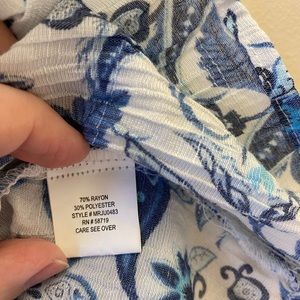 70% RAYON
30% POLYESTER
STYLE # MRJU0483
RN # 58719
CARE SEE OVER